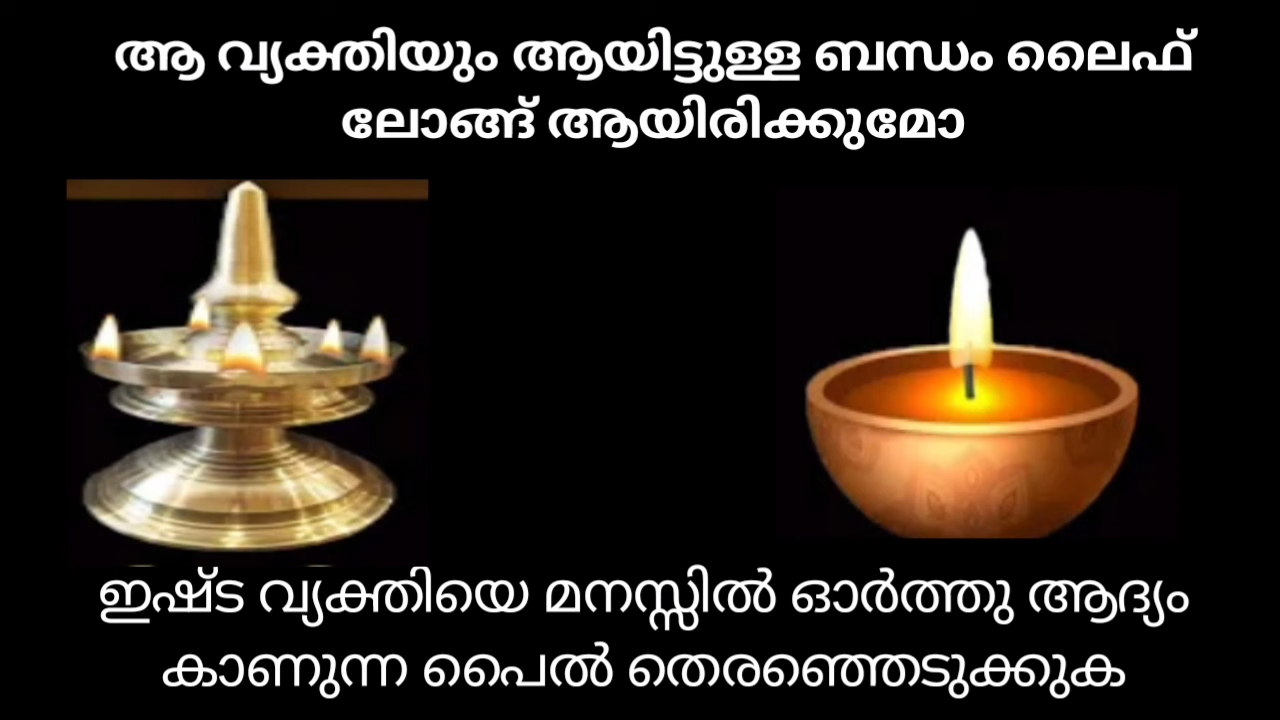 ആ വ്യക്തിയും ആയിട്ടുള്ള ബന്ധം ലൈഫ്
ലോങ്ങ് ആയിരിക്കുമോ
ഇഷ്ട വ്യക്തിയെ മനസ്സിൽ ഓർത്തു ആദ്യം
കാണുന്ന പൈൽ തെരഞ്ഞെടുക്കുക